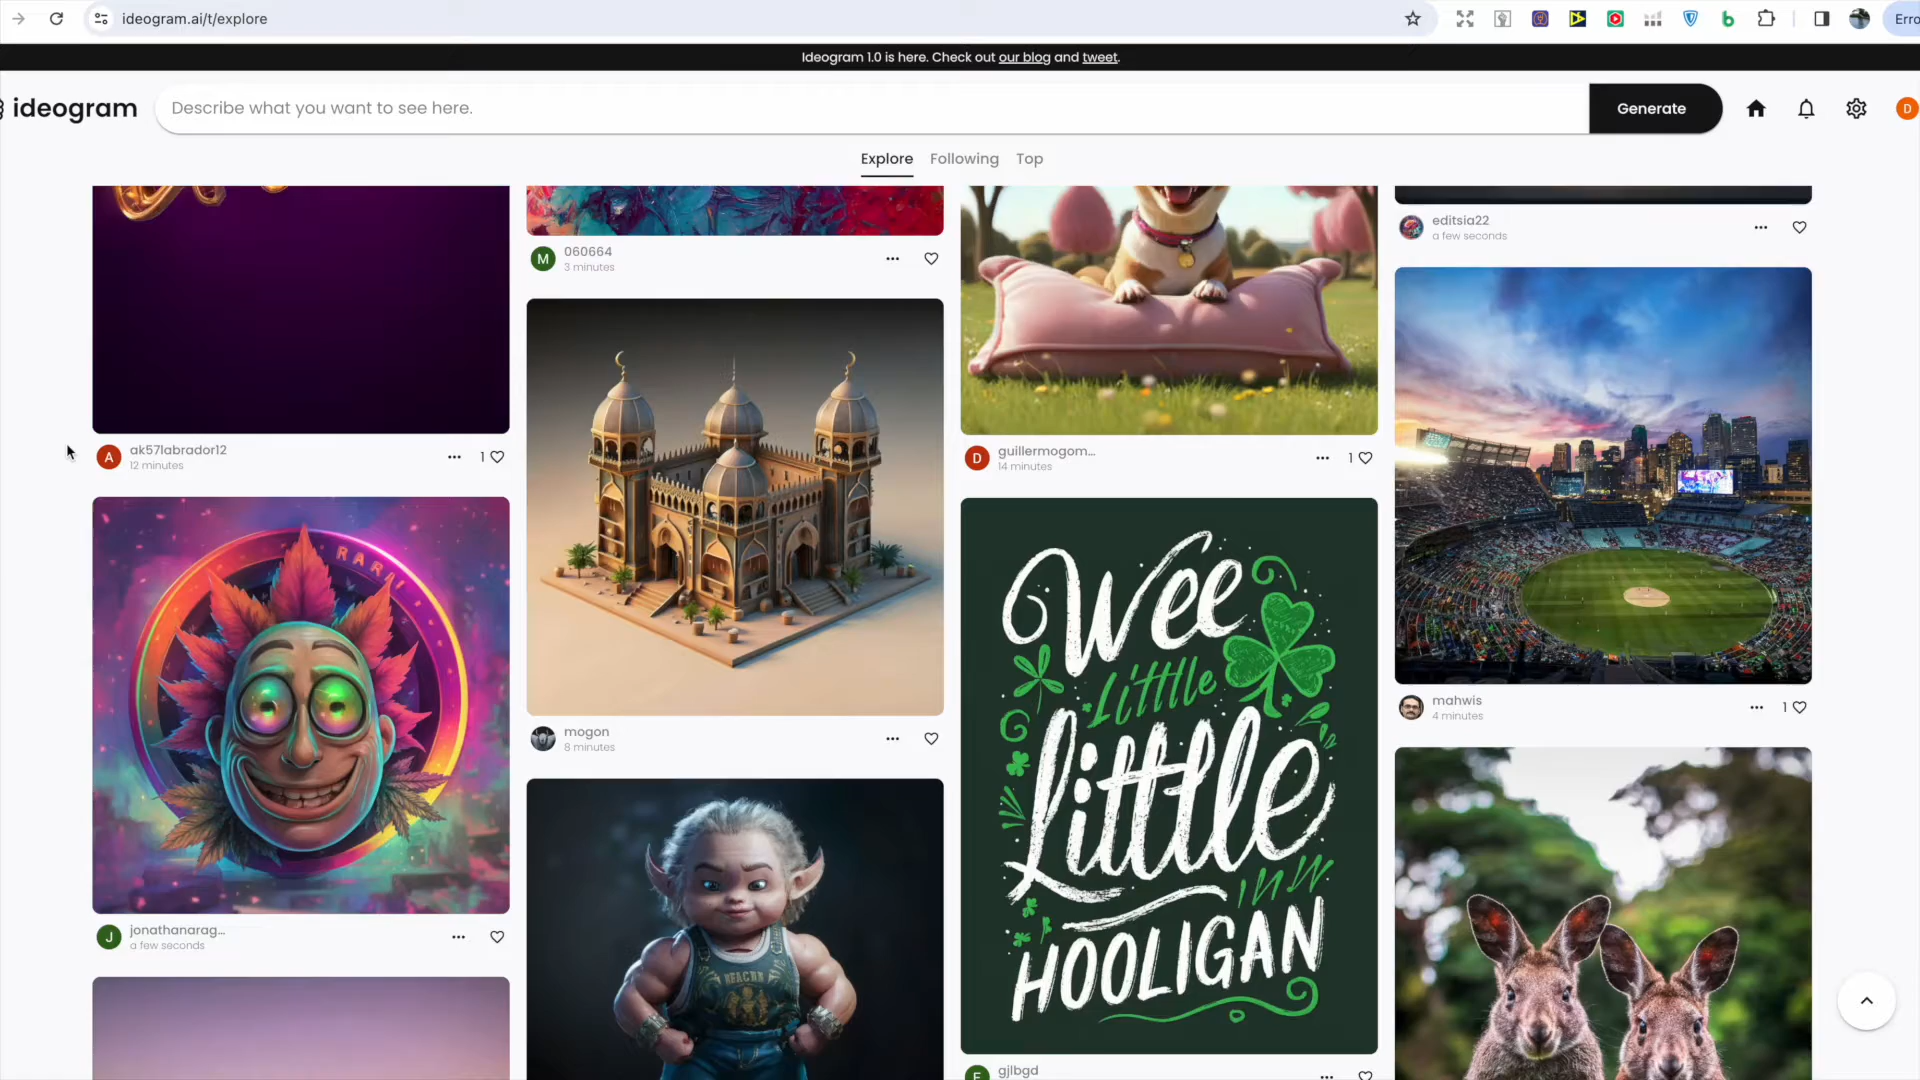 ideogram.ai/t/explore
Erro
Ideogram 1.0 is here. Check out our blog and tweet.
ideogram
Describe what you want to see here.
Generate
D
Explore
Following
Top
M
060664
3 minutes
editsia22
a few seconds
A
ak57labrador12
12 minutes
1
D
guillermogom...
14 minutes
1
RARI
mogon
8 minutes
Wee
Little
Little
HOOLIGAN
mahwis
4 minutes
1
J
jonathanarag...
a few seconds
gjlbgd